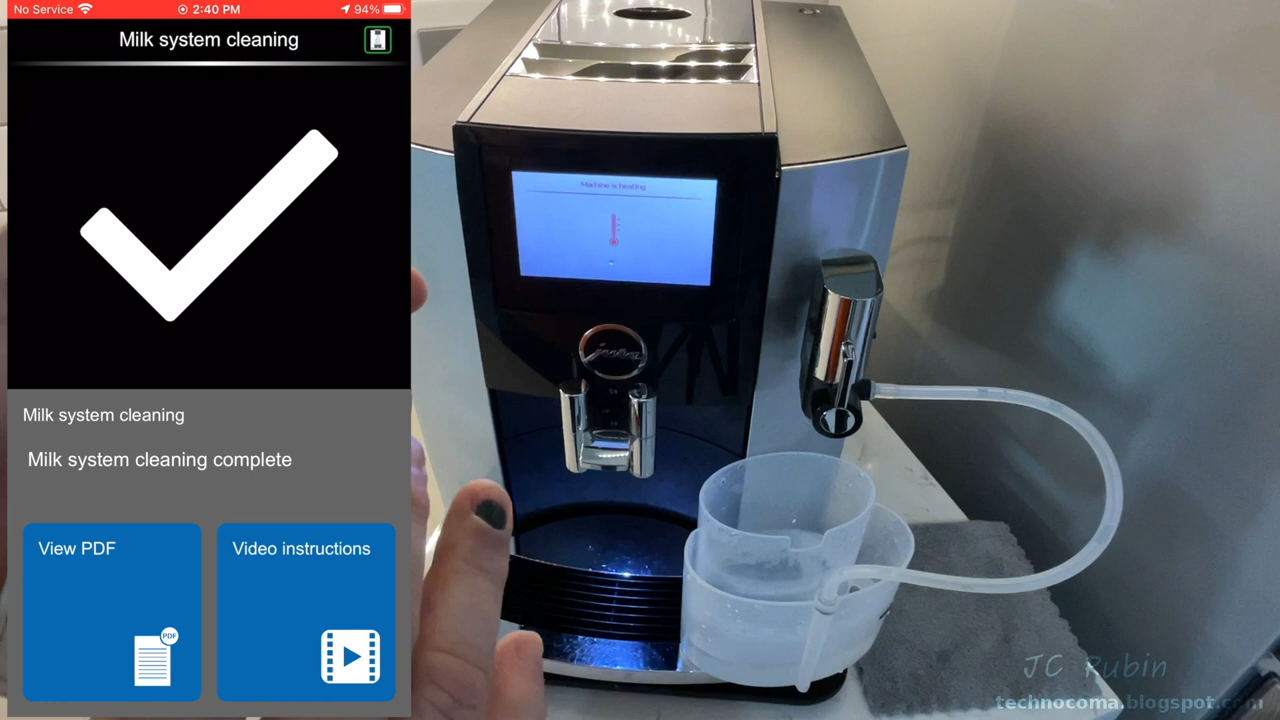 No Service 2:40 PM 94%
Milk system cleaning
Milk system cleaning
Milk system cleaning complete
View PDF
PDF
Video instructions
Machine is heating
jura
JC Rubin
technocoma.blogspot.com